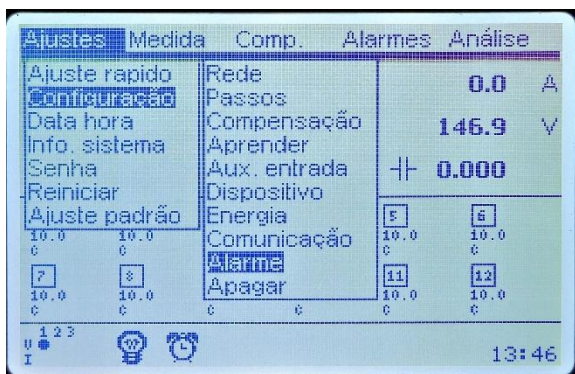 Ajustes Medida Comp. Alarmes Análise
Ajuste rapido
Configuração
Data hora
Info. sistema
Senha
Reiniciar
Ajuste padrão
Rede
Passos
Compensação
Aprender
Aux. entrada
Dispositivo
Energia
Comunicação
Alarme
Apagar
0.0 A
146.9 V
0.000
5 6
10.0 10.0 10.0 10.0
C C C C
7 8 11 12
10.0 10.0 10.0 10.0
C C C C C C
1 2 3
V
I
13:46